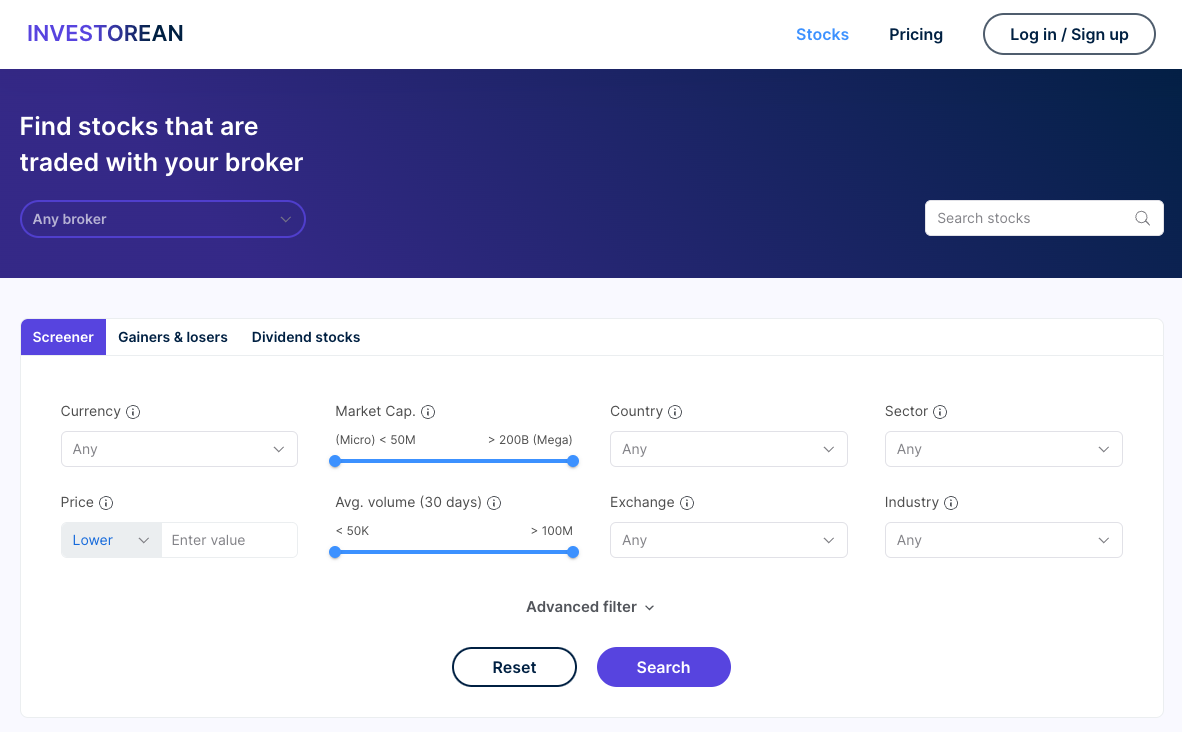 INVESTOREAN
Stocks
Pricing
Log in / Sign up
Find stocks that are
traded with your broker
Any broker
Search stocks
Screener
Gainers & losers
Dividend stocks
Currency
Market Cap.
Country
Sector
Any
(Micro) < 50M
> 200B (Mega)
Any
Any
Price
Avg. volume (30 days)
Exchange
Industry
Lower
Enter value
< 50K
> 100M
Any
Any
Advanced filter
Reset
Search